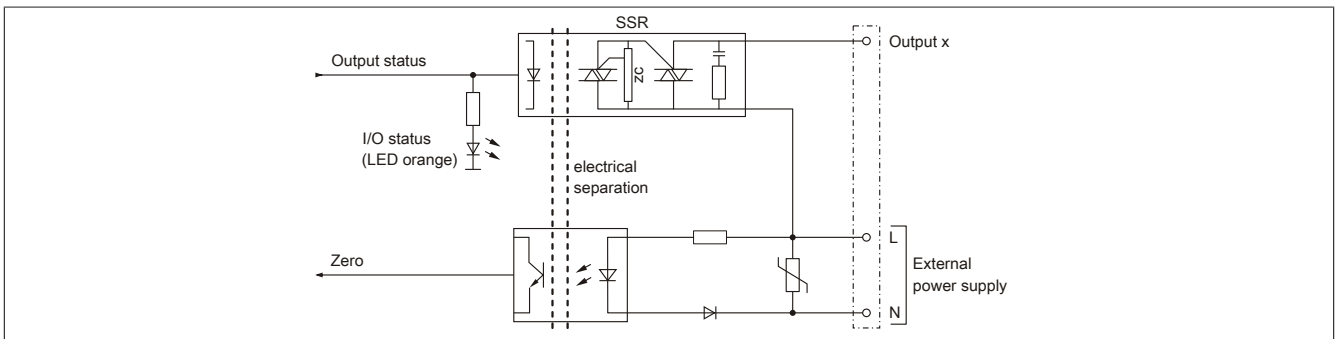 SSR
Output x
Output status
ZC
I/O status
(LED orange)
electrical
separation
L
Zero
External
power supply
N